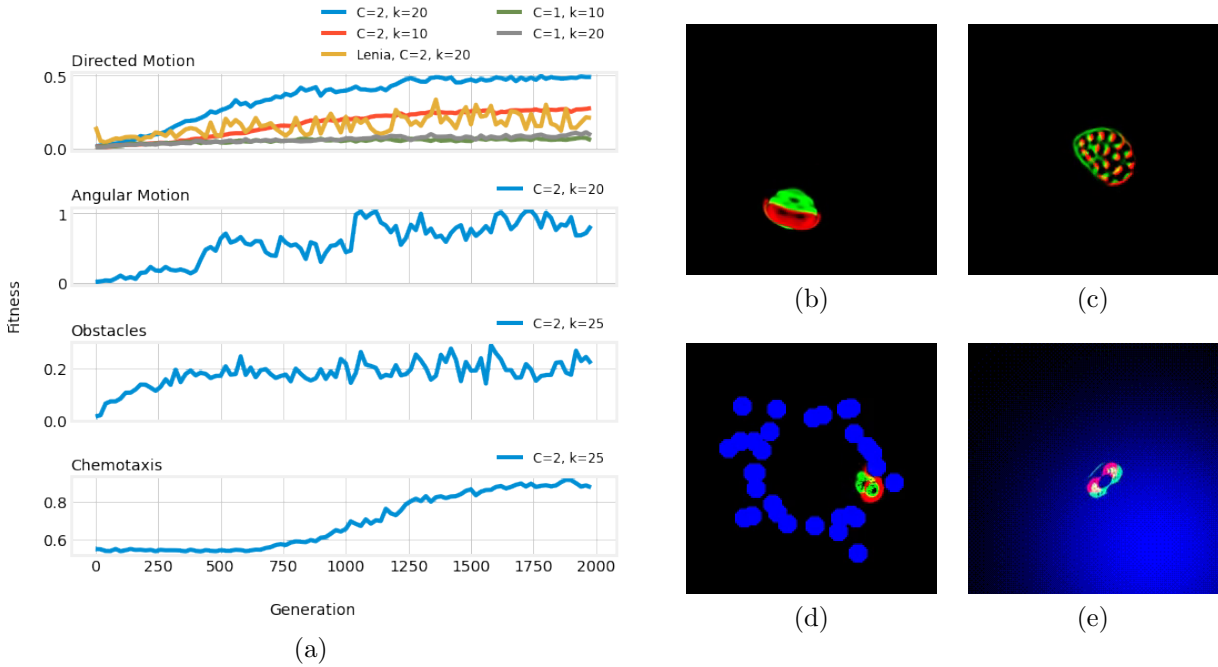 C=2, k=20
C=1, k=10
C=2, k=10
C=1, k=20
Lenia, C=2, k=20
Directed Motion
0.5
0.0
Angular Motion
C=2, k=20
1
0
Obstacles
C=2, k=25
0.2
0.0
Chemotaxis
C=2, k=25
0.8
0.6
0 250 500 750 1000 1250 1500 1750 2000
Fitness
Generation
(a)
(b)
(c)
(d)
(e)